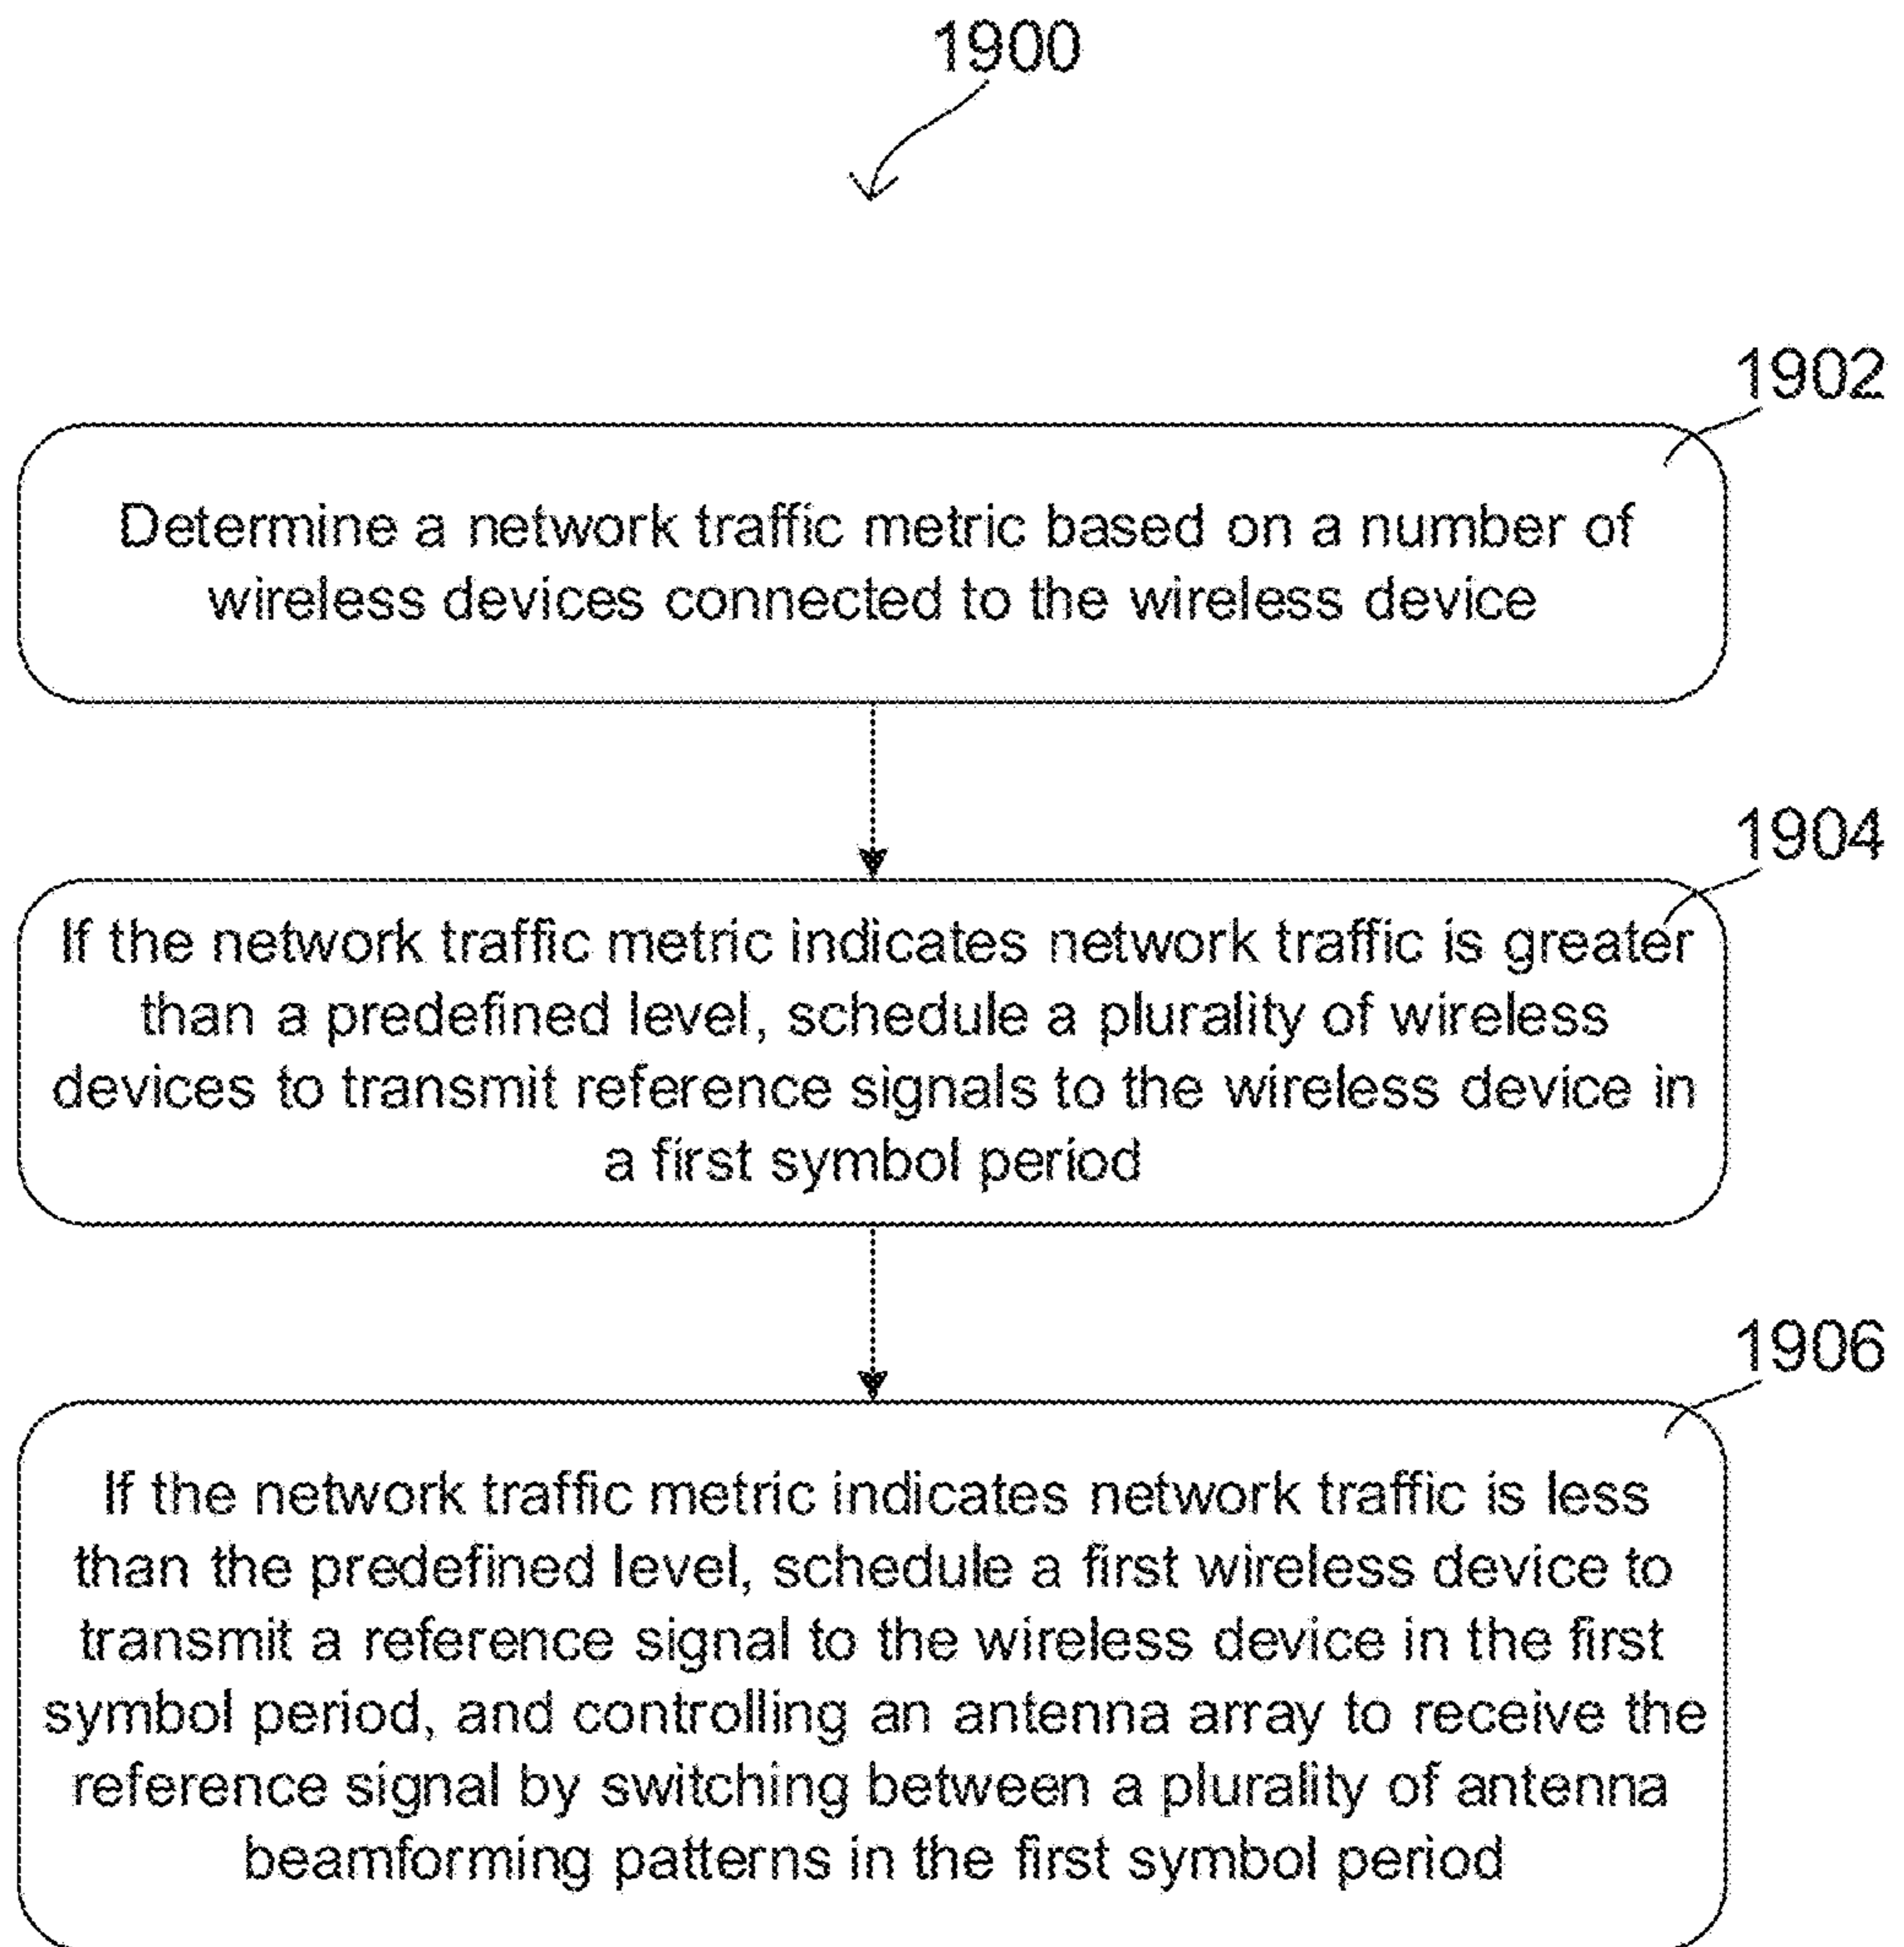 1900
1902
Determine a network traffic metric based on a number of
wireless devices connected to the wireless device
1904
If the network traffic metric indicates network traffic is greater
than a predefined level, schedule a plurality of wireless
devices to transmit reference signals to the wireless device in
a first symbol period
1906
If the network traffic metric indicates network traffic is less
than the predefined level, schedule a first wireless device to
transmit a reference signal to the wireless device in the first
symbol period, and controlling an antenna array to receive the
reference signal by switching between a plurality of antenna
beamforming patterns in the first symbol period